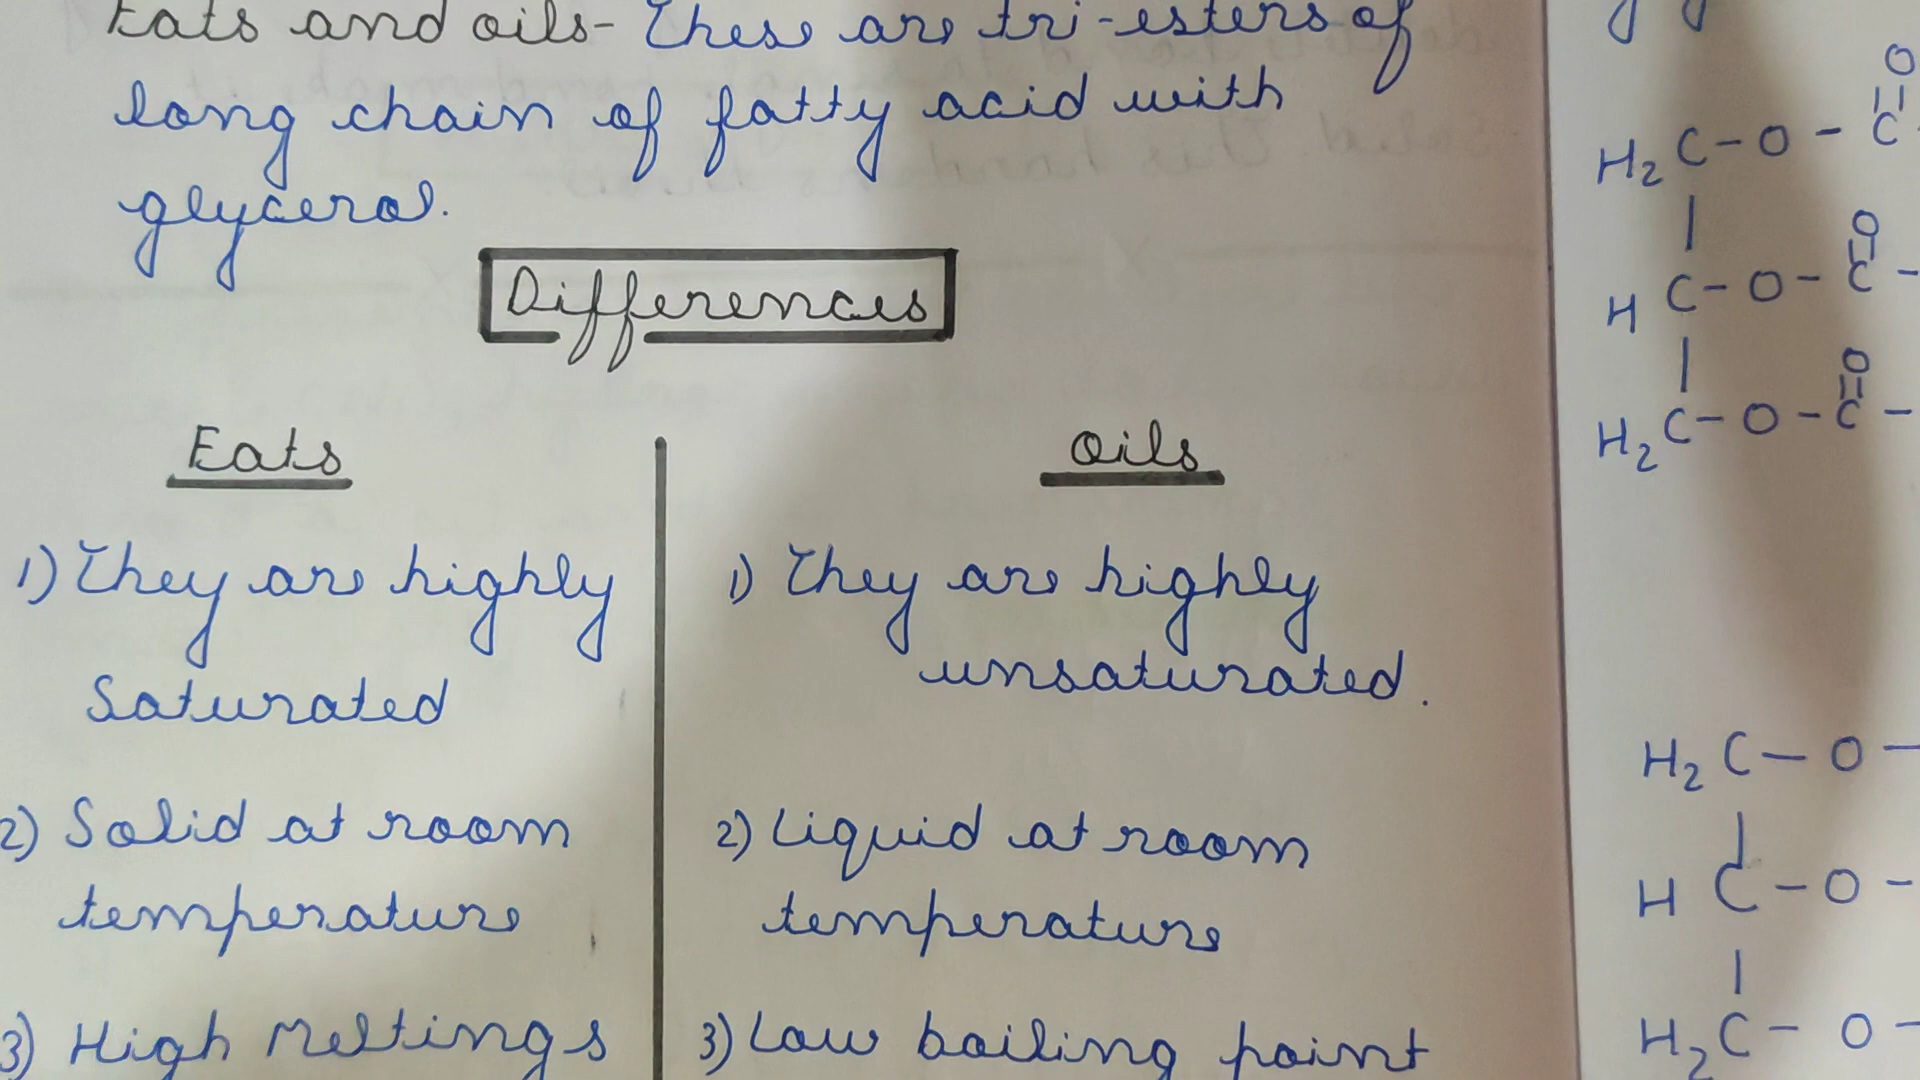 Fats and oils- These are tri-esters of
long chain of fatty acid with
glycerol.
Differences
Fats
1) They are highly
Saturated
2) Solid at room
temperature
3) High Meltings
Oils
1) They are highly
unsaturated.
2) Liquid at room
temperature
3) Low boiling point
O
||
H₂C-O-C
|
O
||
H C-O-C-
|
O
||
H₂C-O-C-
H₂C-O-
|
H C-O-
|
H₂C-O-